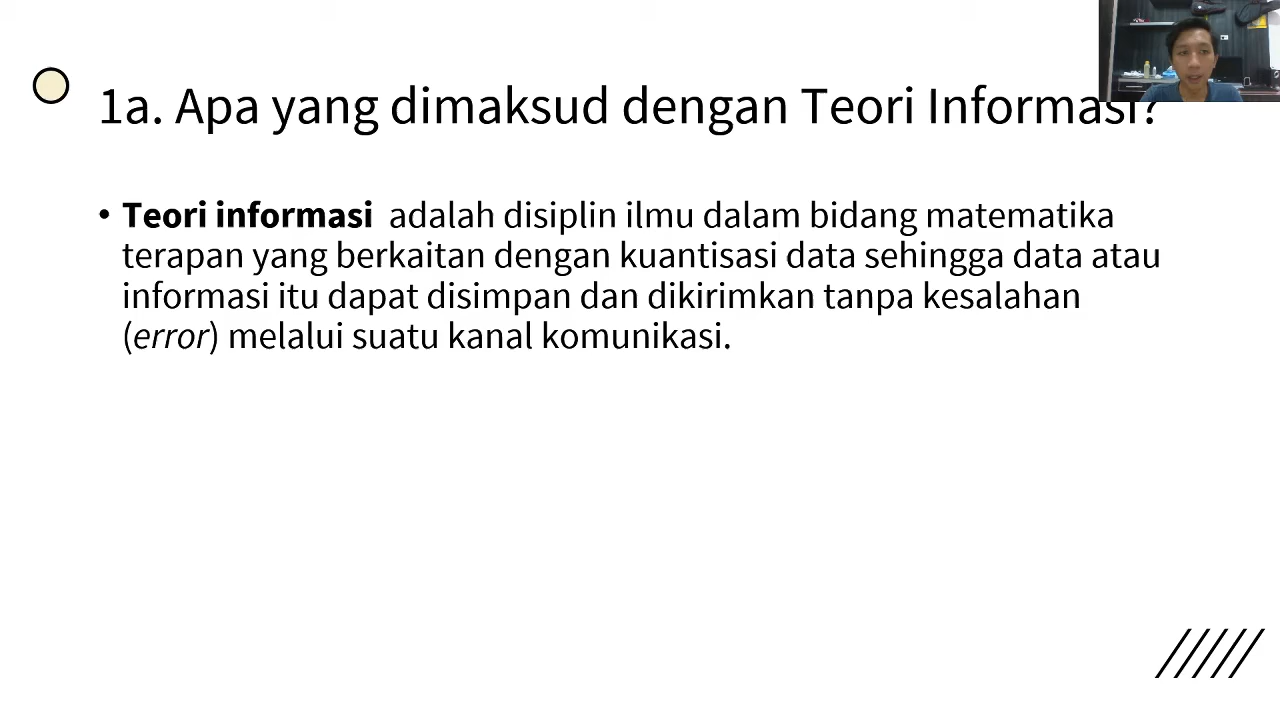 1a. Apa yang dimaksud dengan Teori Informasi?
• Teori informasi adalah disiplin ilmu dalam bidang matematika
terapan yang berkaitan dengan kuantisasi data sehingga data atau
informasi itu dapat disimpan dan dikirimkan tanpa kesalahan
(error) melalui suatu kanal komunikasi.